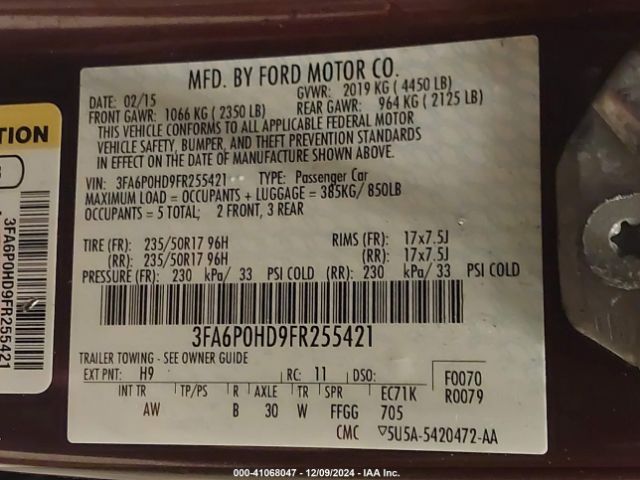 MFD. BY FORD MOTOR CO.
DATE: 02/15 GVWR: 2019 KG ( 4450 LB)
FRONT GAWR: 1066 KG ( 2350 LB) REAR GAWR: 964 KG ( 2125 LB)
THIS VEHICLE CONFORMS TO ALL APPLICABLE FEDERAL MOTOR
VEHICLE SAFETY, BUMPER, AND THEFT PREVENTION STANDARDS
IN EFFECT ON THE DATE OF MANUFACTURE SHOWN ABOVE.
VIN: 3FA6P0HD9FR255421 TYPE: Passenger Car
MAXIMUM LOAD = OCCUPANTS + LUGGAGE = 385KG/ 850LB
OCCUPANTS = 5 TOTAL; 2 FRONT, 3 REAR
TIRE (FR): 235/50R17 96H RIMS (FR): 17x7.5J
(RR): 235/50R17 96H (RR): 17x7.5J
PRESSURE (FR): 230 kPa/ 33 PSI COLD (RR): 230 kPa/ 33 PSI COLD
3FA6P0HD9FR255421
TRAILER TOWING - SEE OWNER GUIDE
EXT PNT: H9 RC: 11 DSO: F0070
R0079
INT TR TP/PS R AXLE TR SPR EC71K
AW B 30 W FFGG 705
CMC ▽5U5A-5420472-AA
TION
3FA6P0HD9FR255421
000-41068047 - 12/09/2024 - IAA Inc.